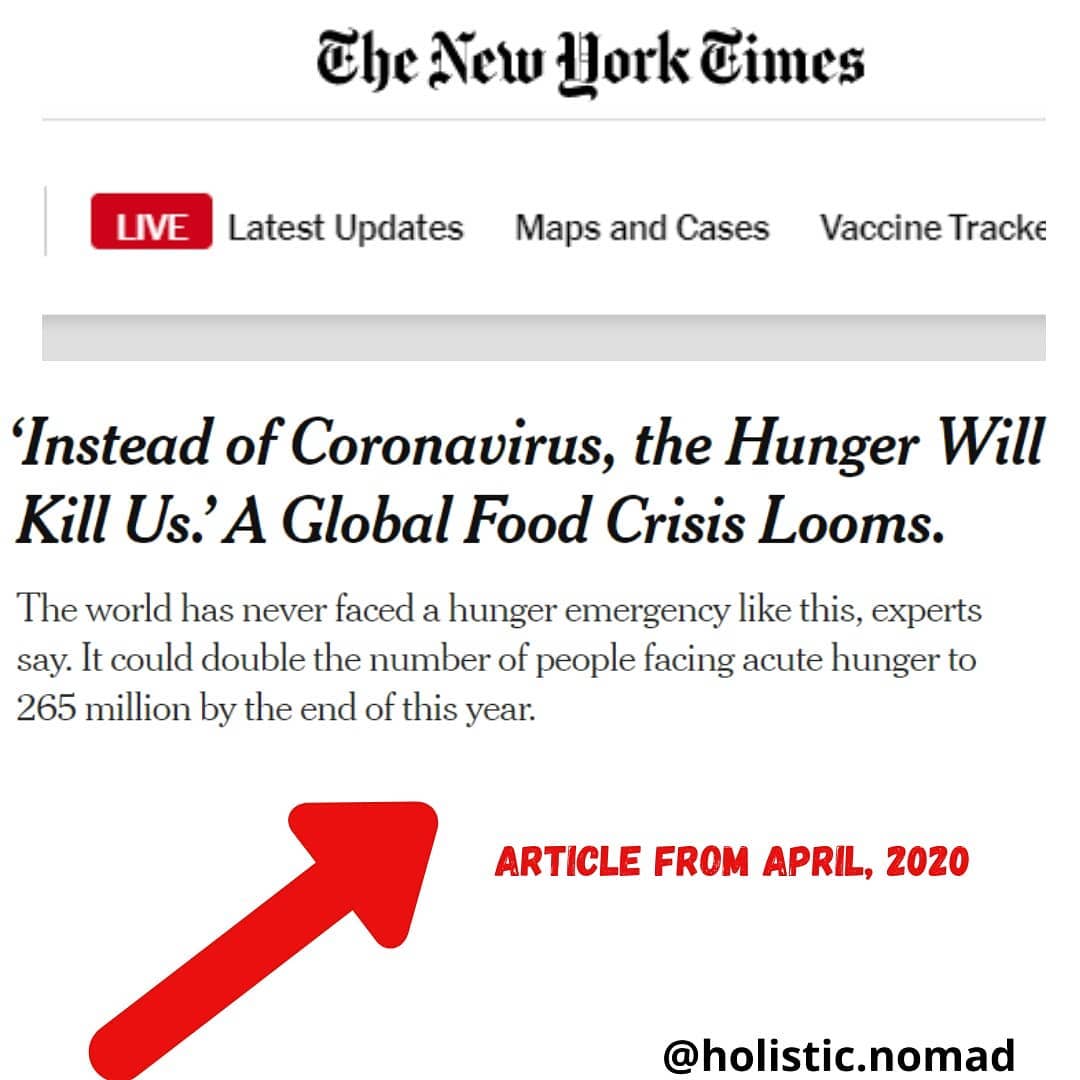 The New York Times
LIVE Latest Updates Maps and Cases Vaccine Tracke
‘Instead of Coronavirus, the Hunger Will
Kill Us.’ A Global Food Crisis Looms.
The world has never faced a hunger emergency like this, experts
say. It could double the number of people facing acute hunger to
265 million by the end of this year.
ARTICLE FROM APRIL, 2020
@holistic.nomad